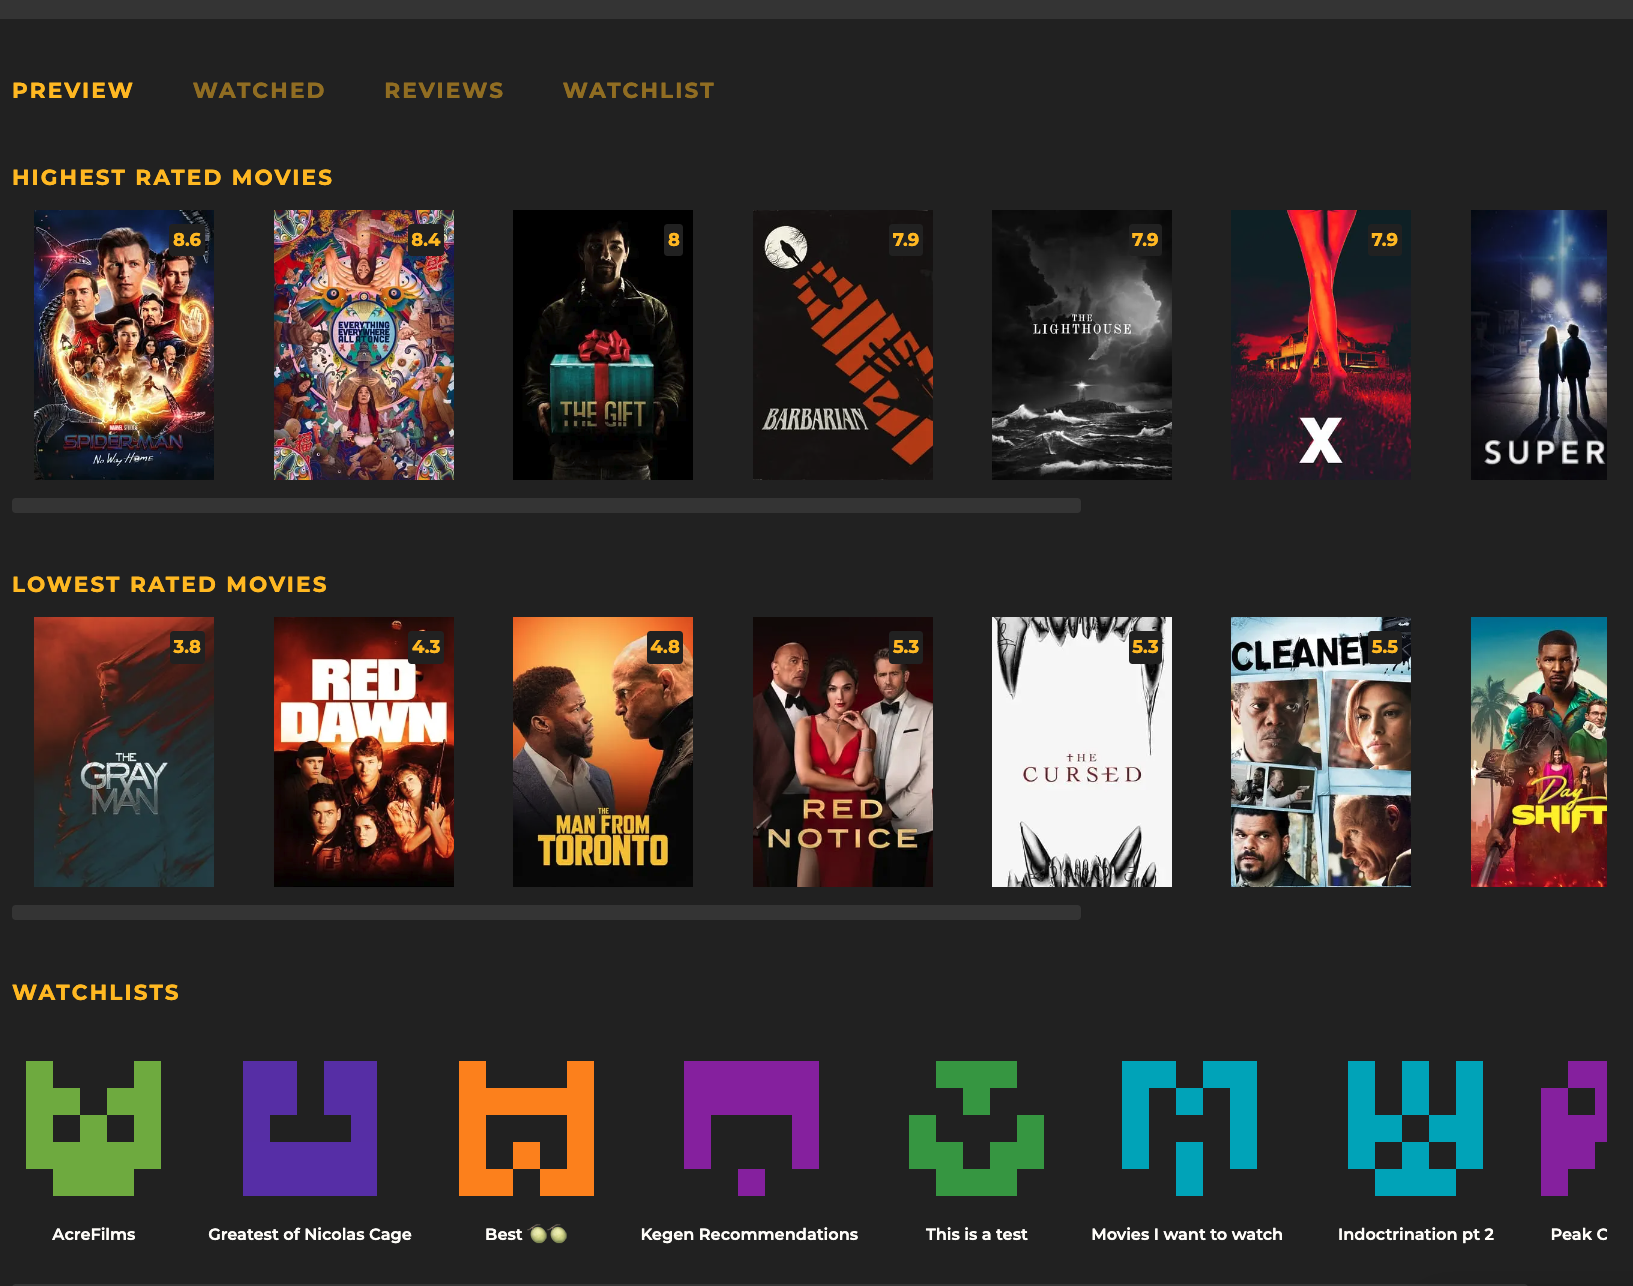 PREVIEW WATCHED REVIEWS WATCHLIST
HIGHEST RATED MOVIES
8.6
MARVEL STUDIOS
SPIDER-MAN
No Way Home
8.4
EVERYTHING
EVERYWHERE
ALL AT ONCE
8
THE GIFT
7.9
BARBARIAN
7.9
THE
LIGHTHOUSE
7.9
X
SUPER
LOWEST RATED MOVIES
3.8
THE
GRAY
MAN
4.3
RED
DAWN
4.8
THE
MAN FROM
TORONTO
5.3
RED
NOTICE
5.3
THE
CURSED
5.5
CLEANE
Day
SHIFT
WATCHLISTS
AcreFilms
Greatest of Nicolas Cage
Best
Kegen Recommendations
This is a test
Movies I want to watch
Indoctrination pt 2
Peak C